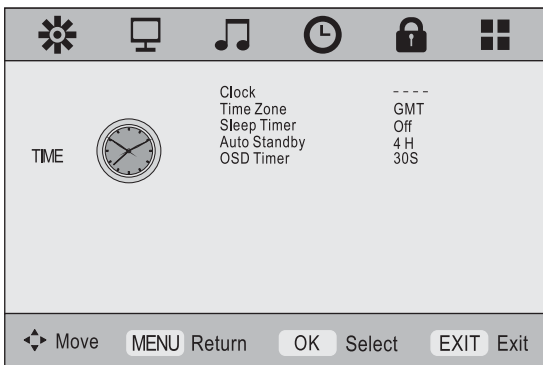 Clock - - - -
Time Zone GMT
Sleep Timer Off
Auto Standby 4 H
OSD Timer 30S
TIME
Move MENU Return OK Select EXIT Exit